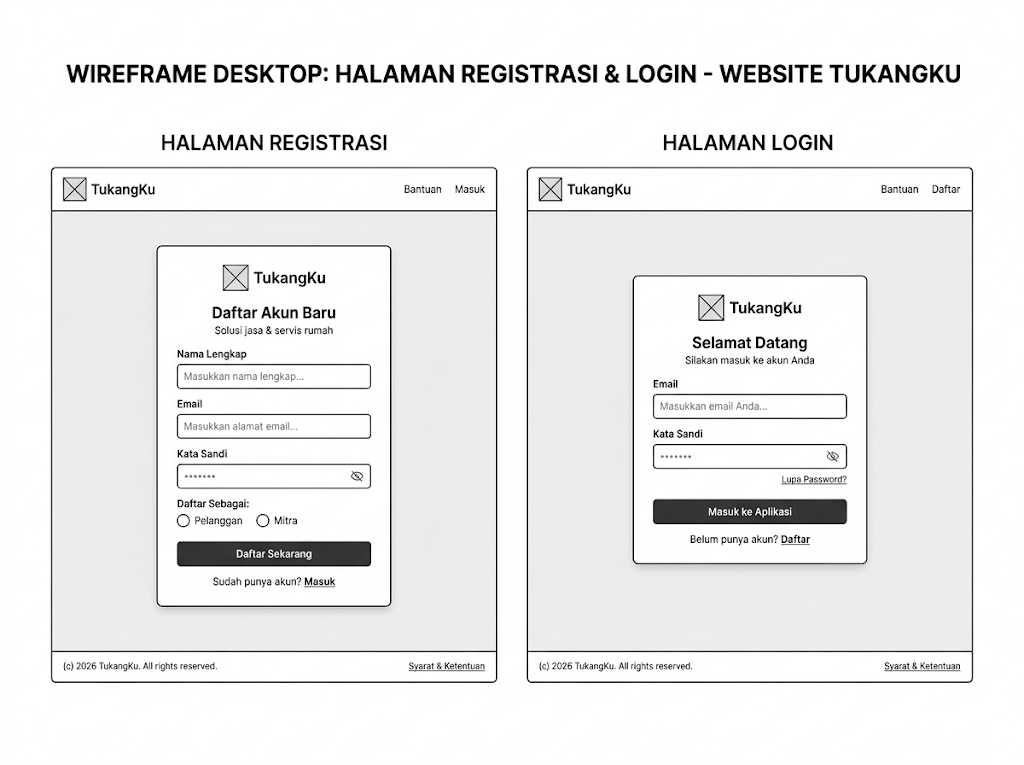 WIREFRAME DESKTOP: HALAMAN REGISTRASI & LOGIN - WEBSITE TUKANGKU
HALAMAN REGISTRASI
TukangKu
Bantuan Masuk
TukangKu
Daftar Akun Baru
Solusi jasa & servis rumah
Nama Lengkap
Masukkan nama lengkap...
Email
Masukkan alamat email...
Kata Sandi
*******
Daftar Sebagai:
Pelanggan Mitra
Daftar Sekarang
Sudah punya akun? Masuk
(c) 2026 TukangKu. All rights reserved.
Syarat & Ketentuan
HALAMAN LOGIN
TukangKu
Bantuan Daftar
TukangKu
Selamat Datang
Silakan masuk ke akun Anda
Email
Masukkan email Anda...
Kata Sandi
*******
Lupa Password?
Masuk ke Aplikasi
Belum punya akun? Daftar
(c) 2026 TukangKu. All rights reserved.
Syarat & Ketentuan